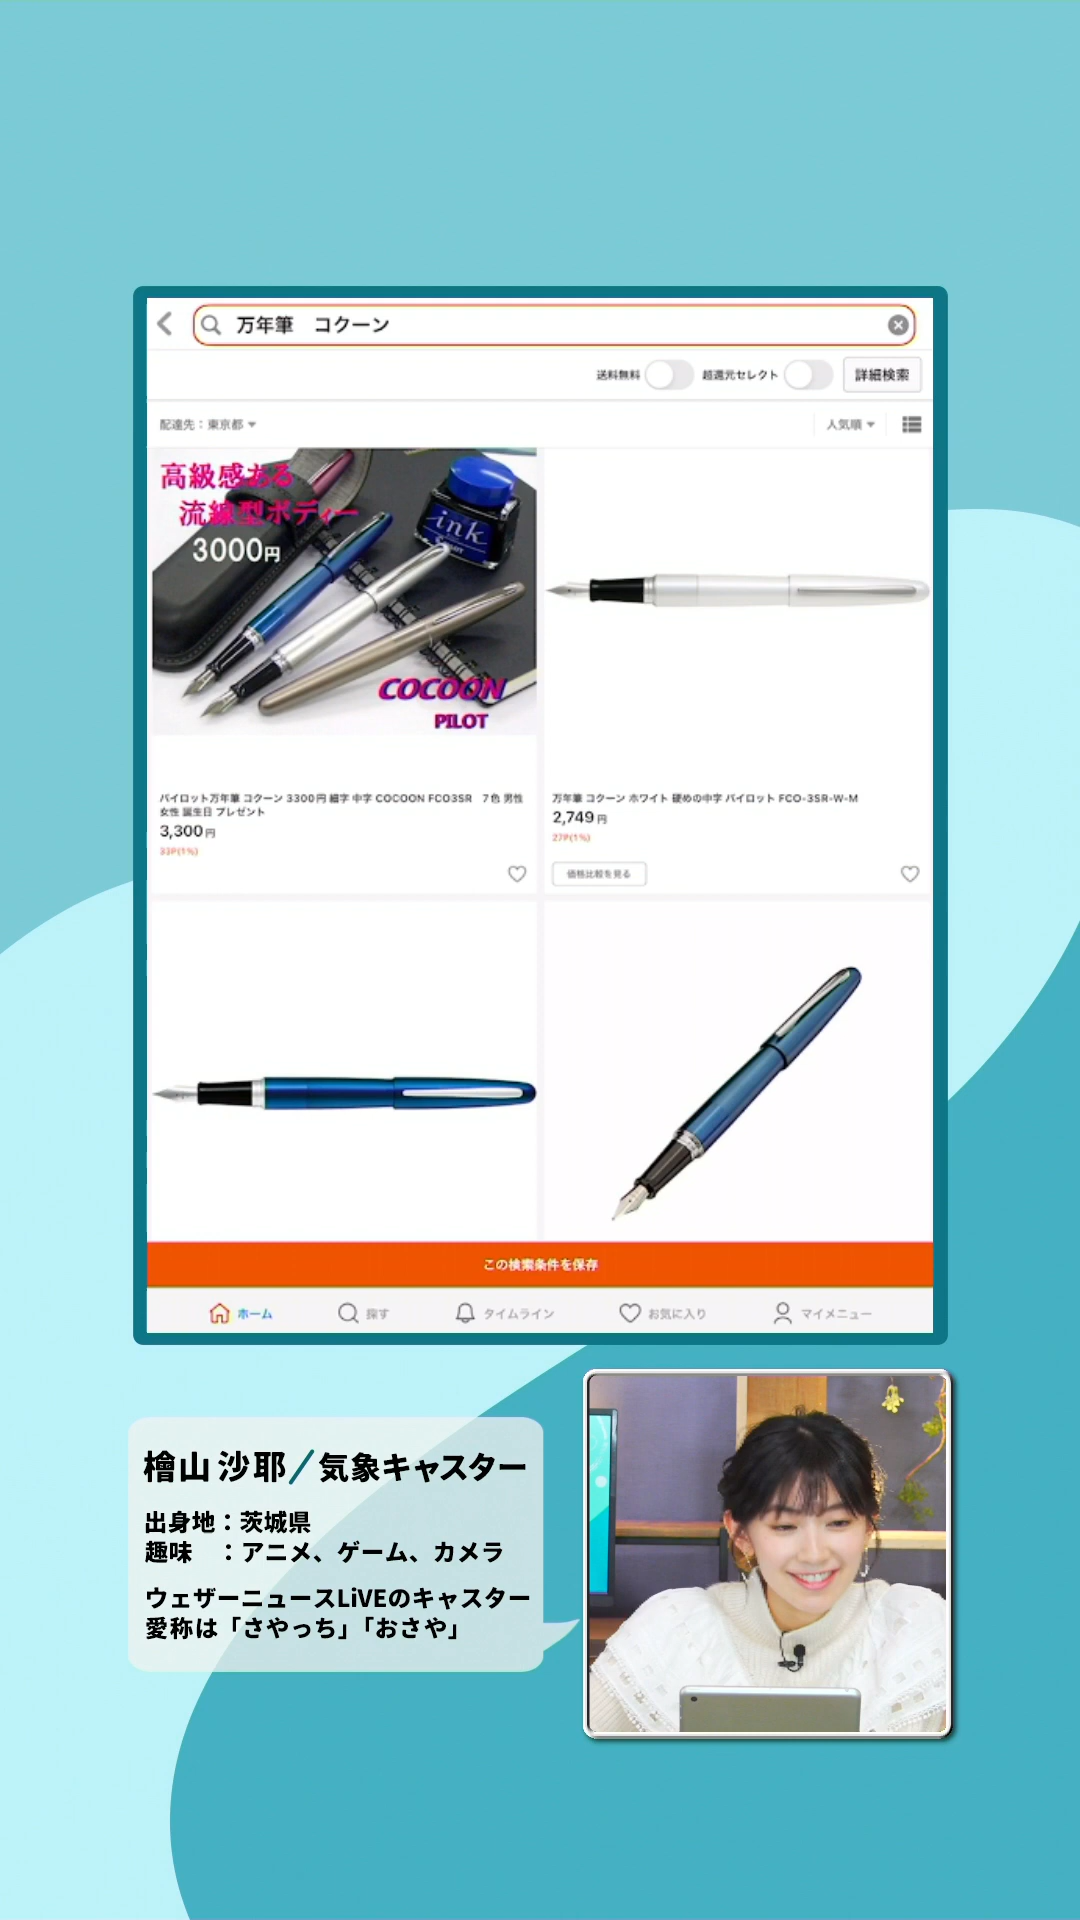 万年筆　コクーン
送料無料 超還元セレクト 詳細検索
配達先：東京都
人気順
高級感ある
流線型ボディー
3000円
ink
COCOON
PILOT
パイロット万年筆 コクーン 3300円 細字 中字 COCOON FCO3SR　7色 男性
女性 誕生日 プレゼント
3,300円
33P(1%)
万年筆 コクーン ホワイト 硬めの中字 パイロット FCO-3SR-W-M
2,749円
27P(1%)
価格比較を見る
この検索条件を保存
ホーム 探す タイムライン お気に入り マイメニュー
檜山 沙耶／気象キャスター
出身地：茨城県
趣味　：アニメ、ゲーム、カメラ
ウェザーニュースLiVEのキャスター
愛称は「さやっち」「おさや」